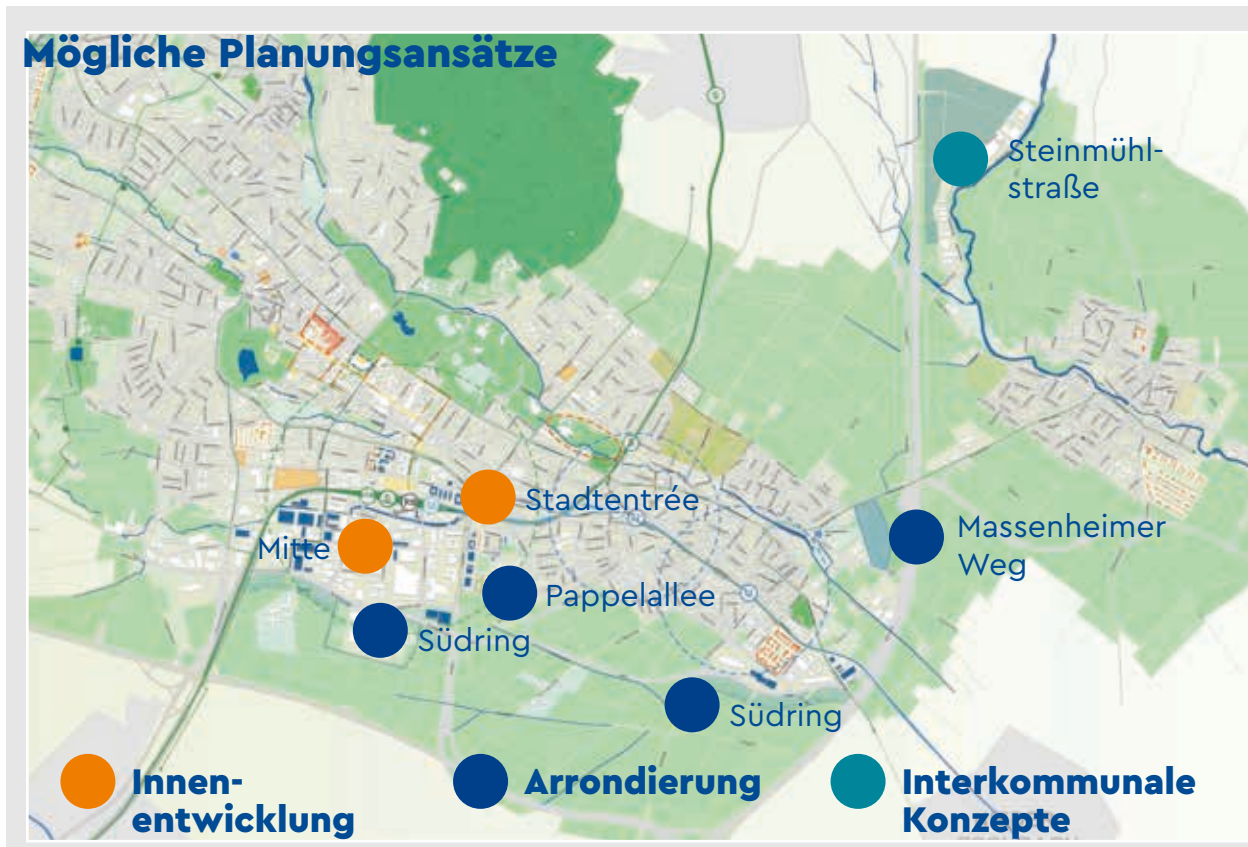 Mögliche Planungsansätze
Steinmühl-
straße
Stadtentrée
Mitte
Massenheimer
Weg
Pappelallee
Südring
Südring
Innen-
entwicklung
Arrondierung
Interkommunale
Konzepte